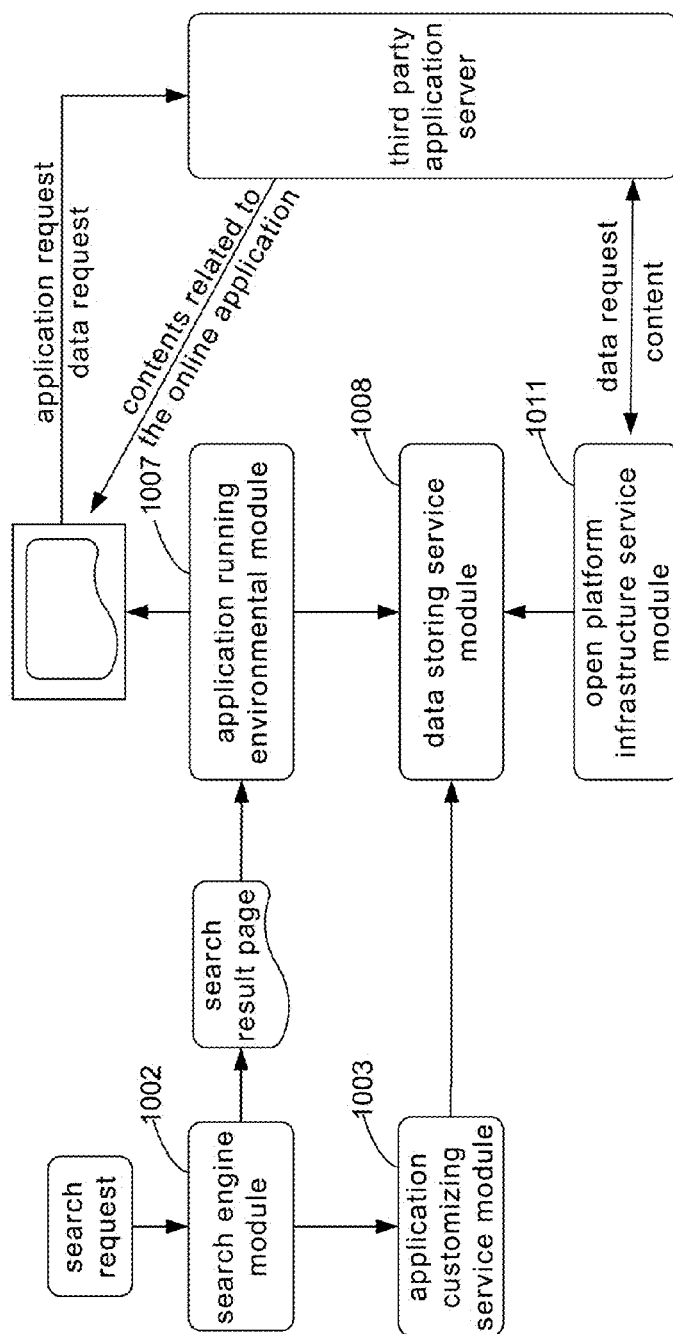 search
request
1002
search engine
module
1003
application
customizing
service module
search
result page
1007
application running
environmental module
1008
data storing service
module
1011
open platform
infrastructure service
module
application request
data request
contents related to
the online application
third party
application
server
data request
content